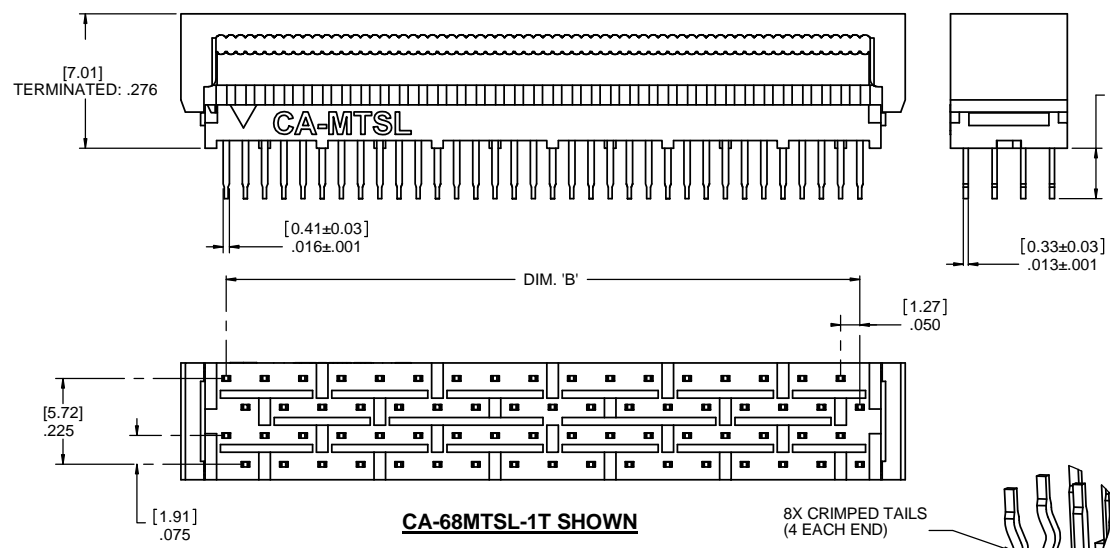 [7.01]
TERMINATED: .276
CA-MTSL
[0.41±0.03]
.016±.001
[0.33±0.03]
.013±.001
DIM. 'B'
[1.27]
.050
[5.72]
.225
[1.91]
.075
CA-68MTSL-1T SHOWN
8X CRIMPED TAILS
(4 EACH END)